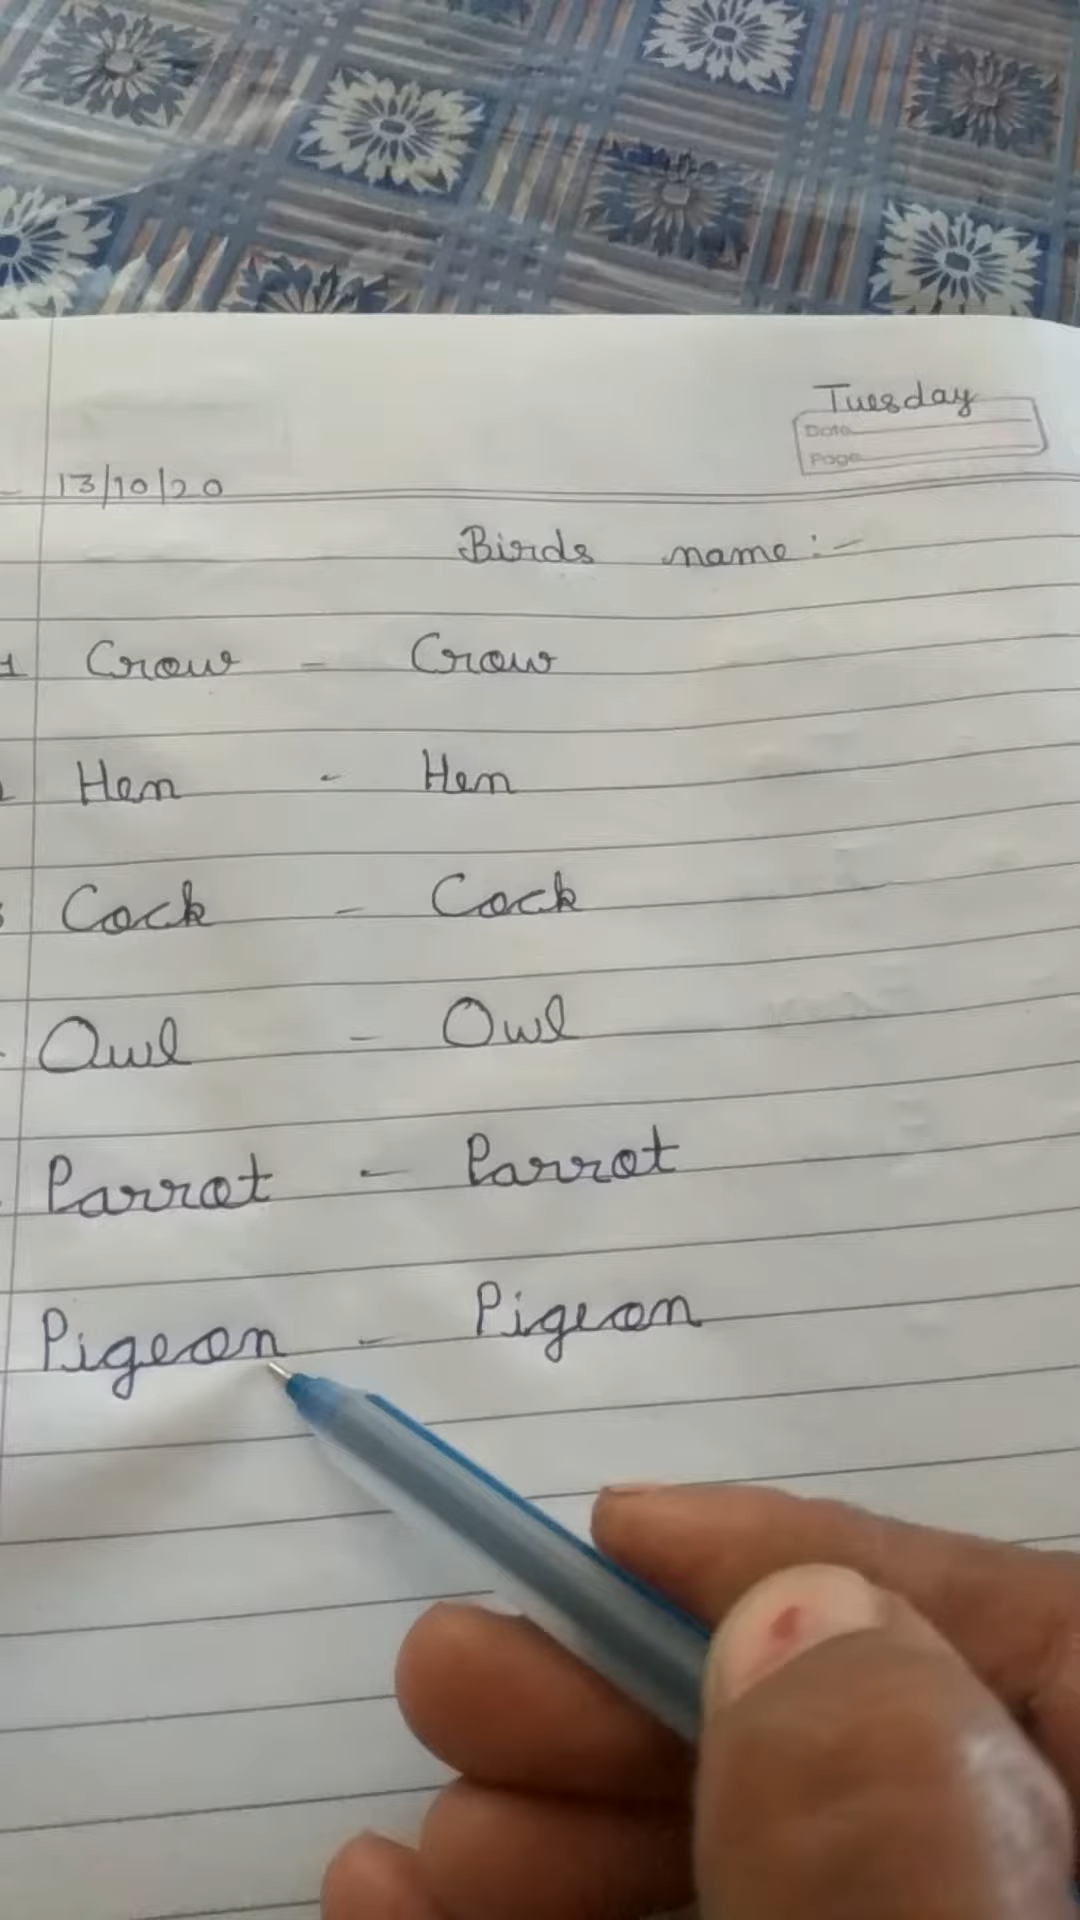 Tuesday
Date
Page
13/10/20
Birds name :-
1 Crow - Crow
Hen - Hen
Cock - Cock
Owl - Owl
Parrot - Parrot
Pigeon - Pigeon